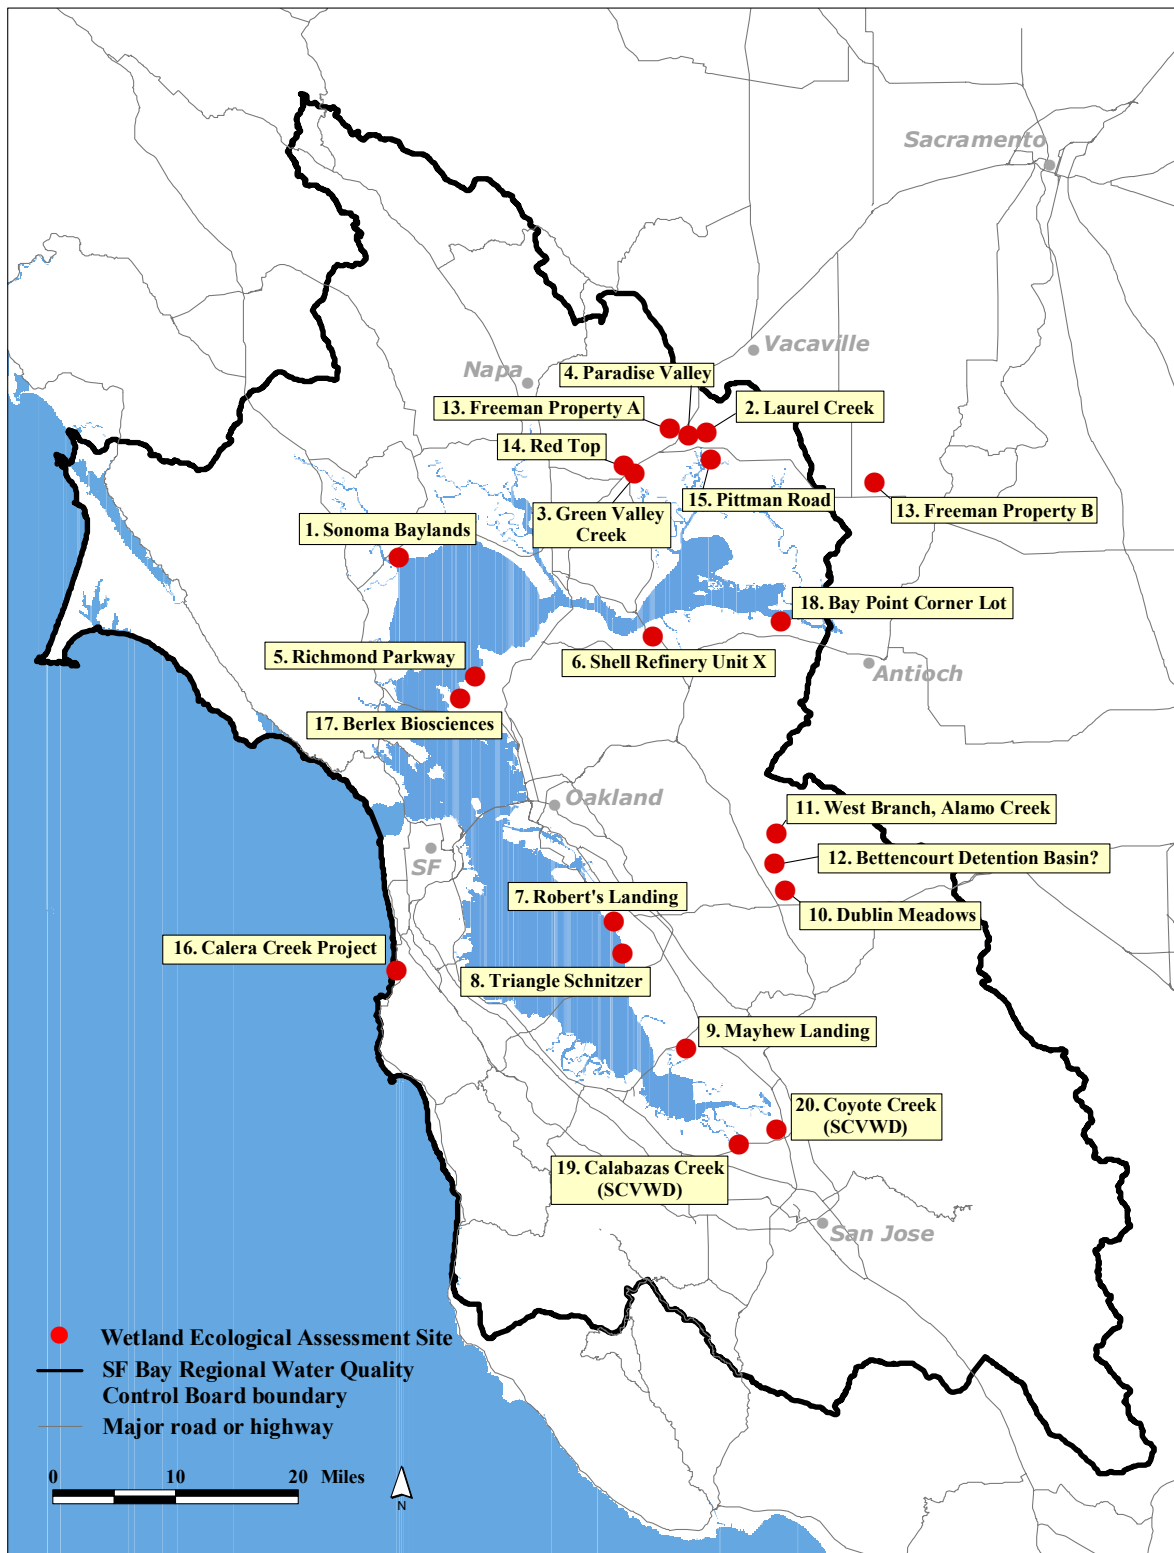 Sacramento
Vacaville
Napa
4. Paradise Valley
13. Freeman Property A
2. Laurel Creek
14. Red Top
15. Pittman Road
13. Freeman Property B
3. Green Valley
Creek
1. Sonoma Baylands
18. Bay Point Corner Lot
5. Richmond Parkway
6. Shell Refinery Unit X
Antioch
17. Berlex Biosciences
Oakland
11. West Branch, Alamo Creek
SF
12. Bettencourt Detention Basin?
7. Robert's Landing
10. Dublin Meadows
16. Calera Creek Project
8. Triangle Schnitzer
9. Mayhew Landing
20. Coyote Creek
(SCVWD)
19. Calabazas Creek
(SCVWD)
San Jose
Wetland Ecological Assessment Site
SF Bay Regional Water Quality
Control Board boundary
Major road or highway
0 10 20 Miles
N